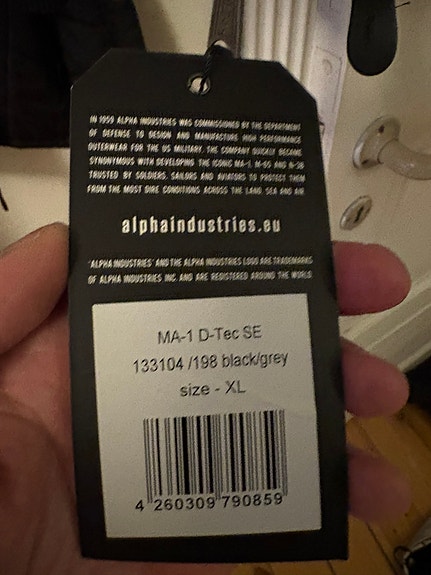 IN 1959 ALPHA INDUSTRIES WAS COMMISSIONED BY THE DEPARTMENT
OF DEFENSE TO DESIGN AND MANUFACTURE HIGH PERFORMANCE
OUTERWEAR FOR THE US MILITARY. THE COMPANY QUICKLY BECAME
SYNONYMOUS WITH DEVELOPING THE ICONIC MA-1, M-65 AND N-3B
TRUSTED BY SOLDIERS, SAILORS AND AVIATORS TO PROTECT THEM
FROM THE MOST DIRE CONDITIONS ACROSS THE LAND, SEA AND AIR.
alphaindustries.eu
'ALPHA INDUSTRIES' AND THE ALPHA INDUSTRIES LOGO ARE TRADEMARKS
OF ALPHA INDUSTRIES INC. AND ARE REGISTERED AROUND THE WORLD
MA-1 D-Tec SE
133104 /198 black/grey
size - XL
4 260309 790859